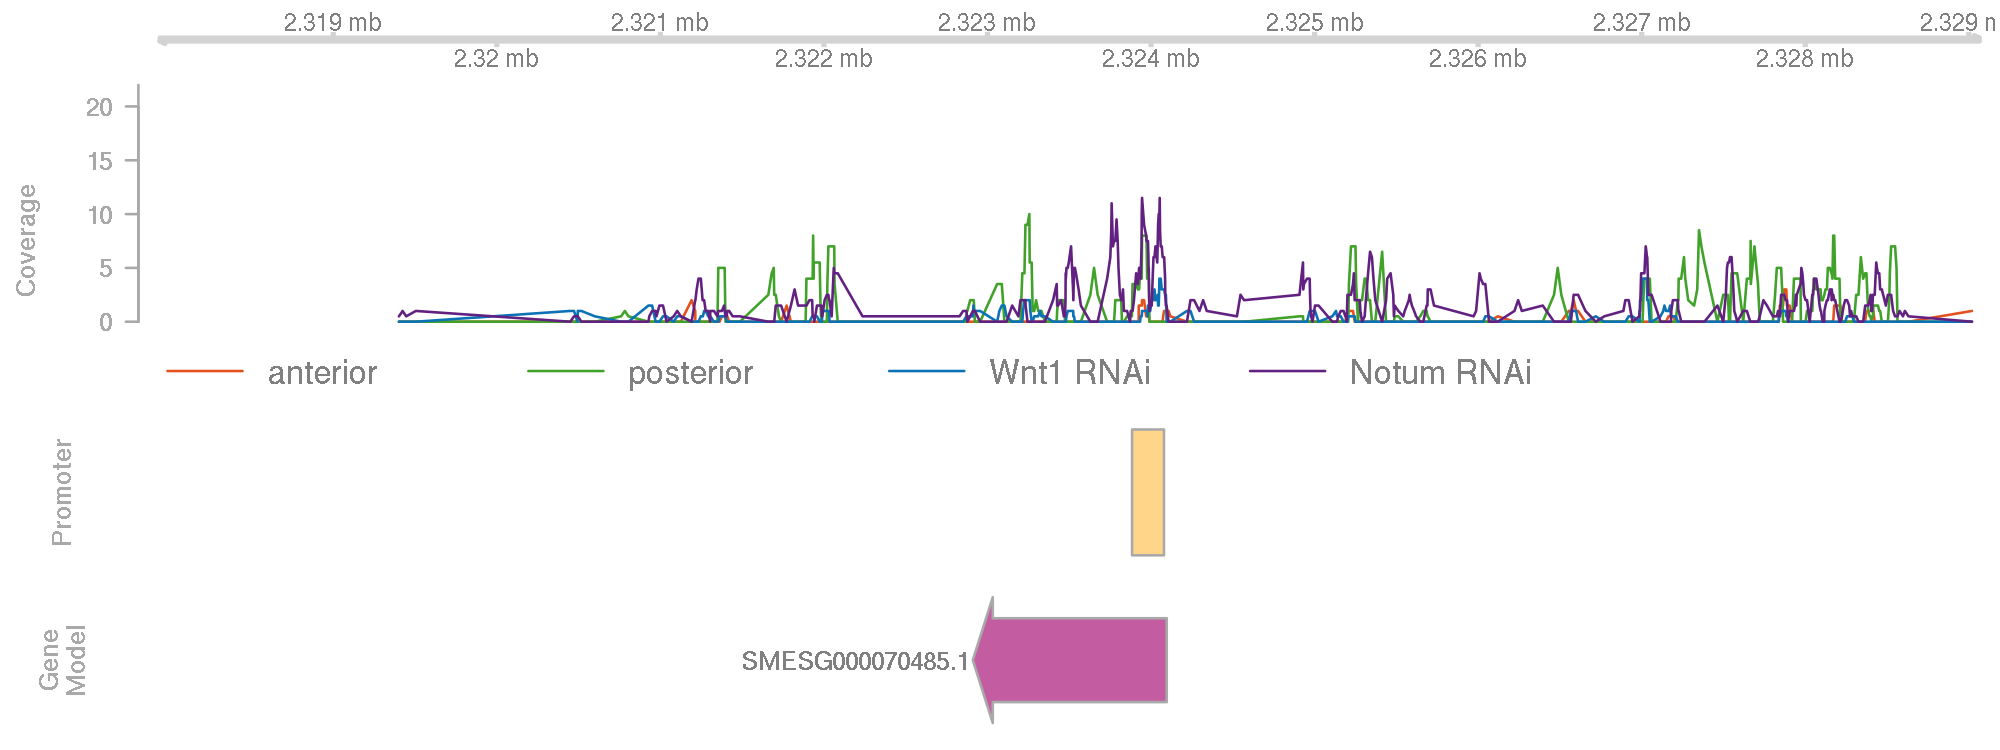 2.319 mb 2.321 mb 2.323 mb 2.325 mb 2.327 mb 2.329 n
2.32 mb 2.322 mb 2.324 mb 2.326 mb 2.328 mb
Coverage
20
15
10
5
0
anterior posterior Wnt1 RNAi Notum RNAi
Promoter
Gene
Model
SMESG000070485.1